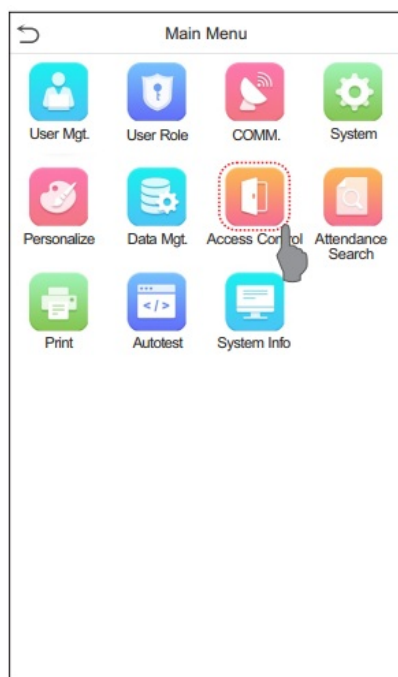 Main Menu
User Mgt.
User Role
COMM.
System
Personalize
Data Mgt.
Access Control
Attendance
Search
Print
</>
Autotest
System Info